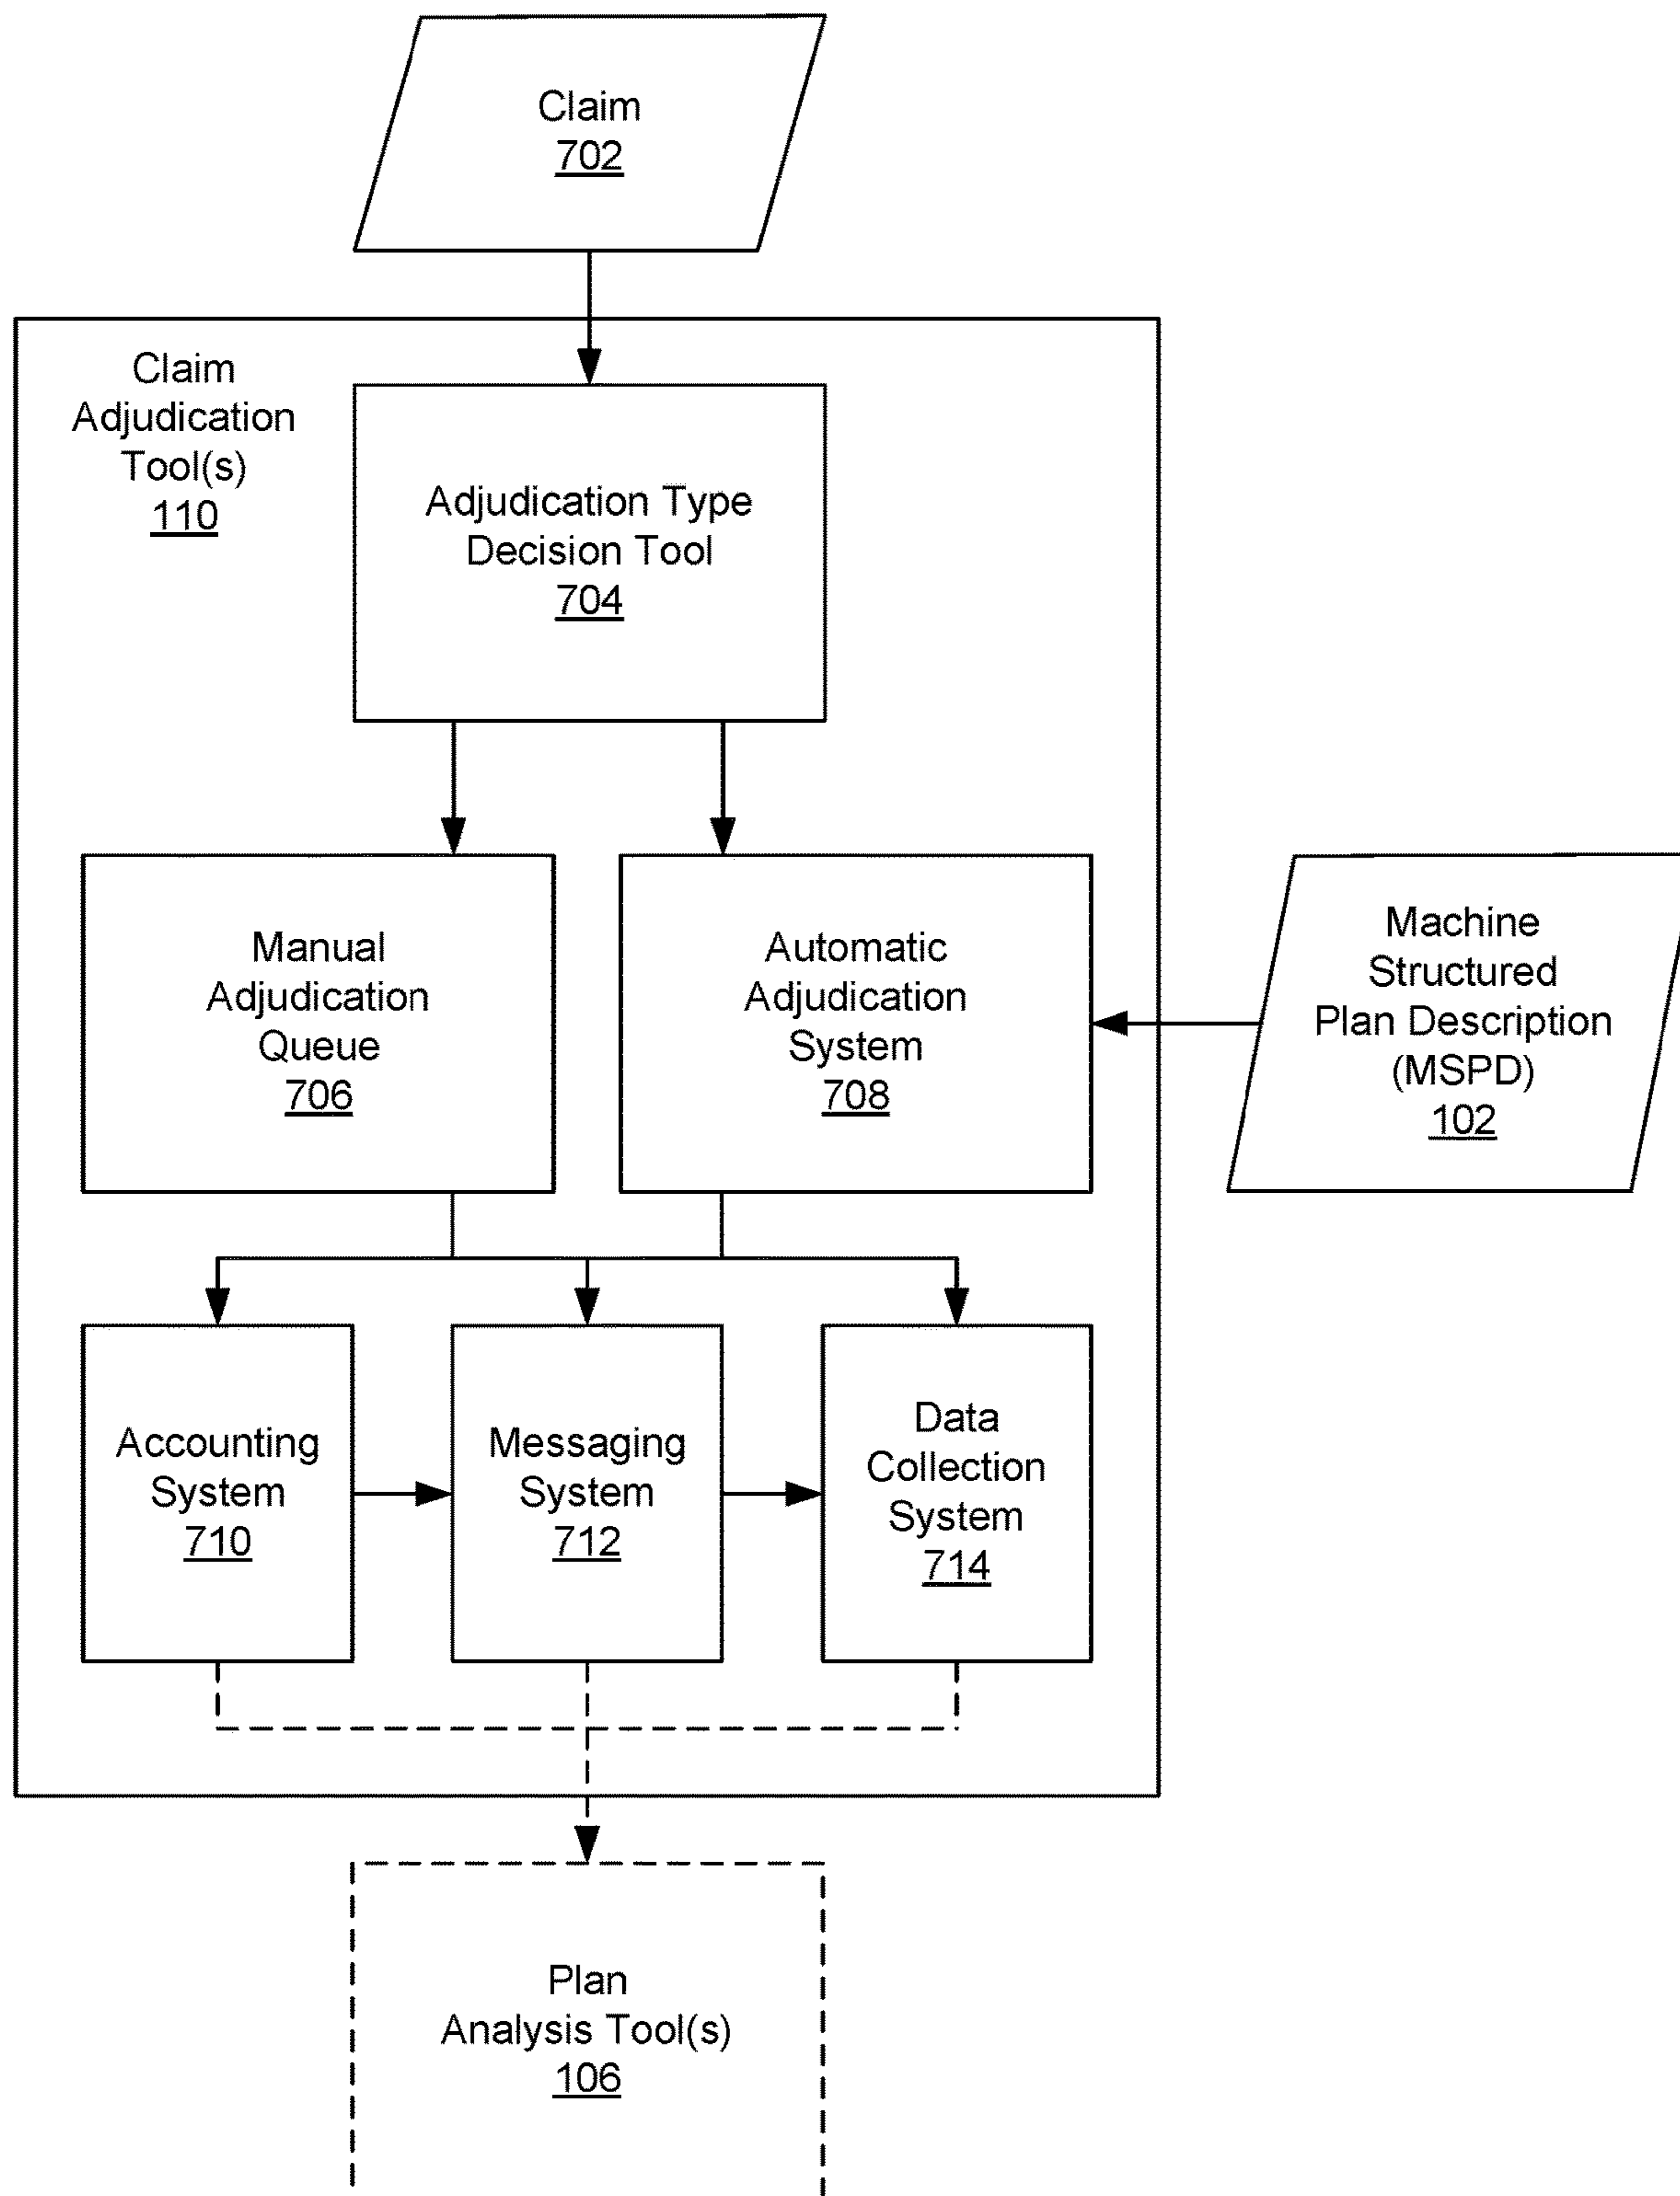 Claim
702
Claim
Adjudication
Tool(s)
110
Adjudication Type
Decision Tool
704
Manual
Adjudication
Queue
706
Automatic
Adjudication
System
708
Machine
Structured
Plan Description
(MSPD)
102
Accounting
System
710
Messaging
System
712
Data
Collection
System
714
Plan
Analysis Tool(s)
106